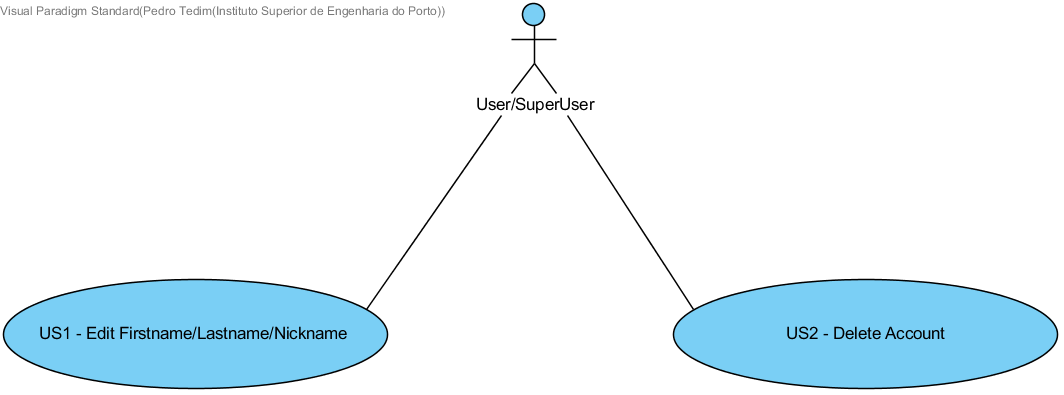 Visual Paradigm Standard(Pedro Tedim(Instituto Superior de Engenharia do Porto))
User/SuperUser
US1 - Edit Firstname/Lastname/Nickname
US2 - Delete Account